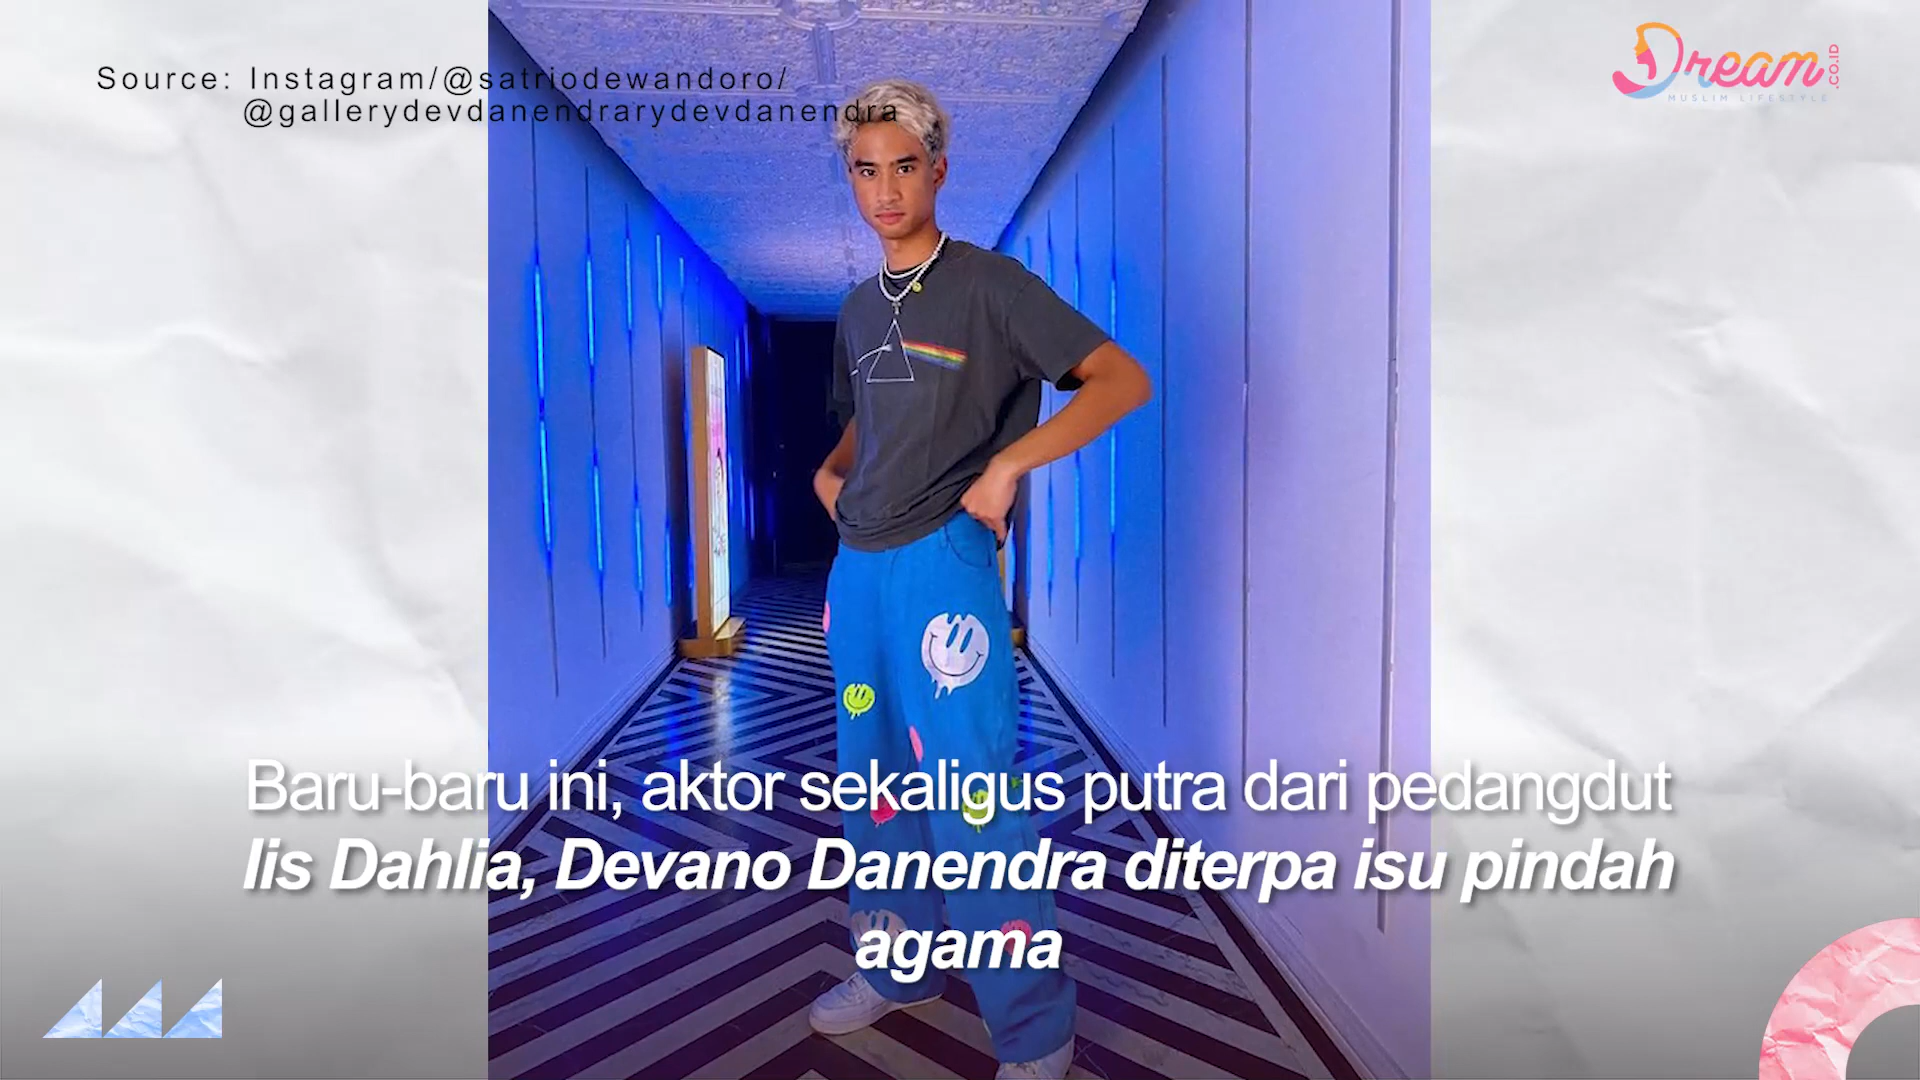 Source: Instagram/@satriodewandoro/
@gallerydevdanendrarydevdanendra
Dream
.CO.ID
MUSLIM LIFESTYLE
Baru-baru ini, aktor sekaligus putra dari pedangdut
Iis Dahlia, Devano Danendra diterpa isu pindah
agama